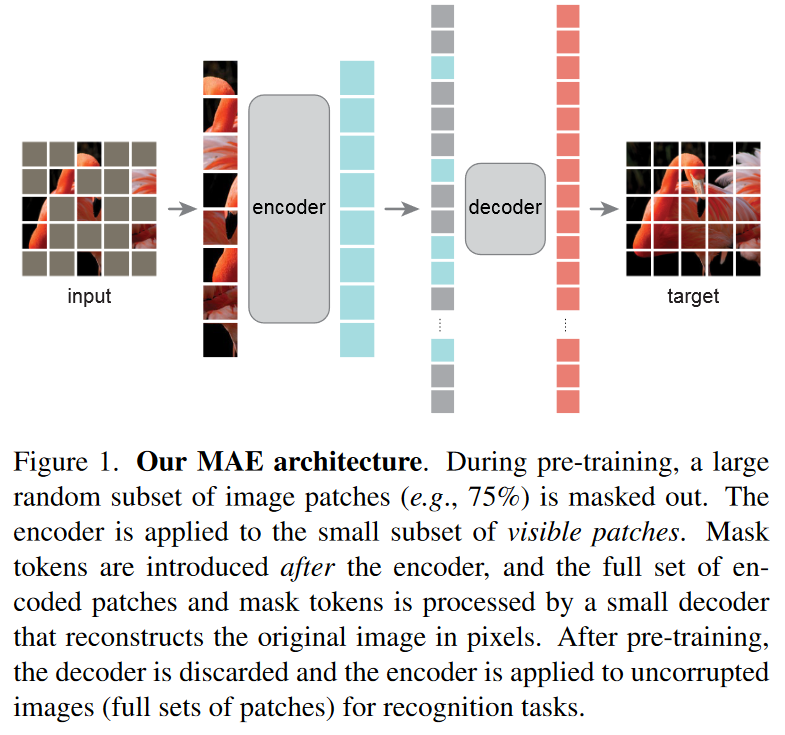 encoder
decoder
input
target
Figure 1. Our MAE architecture. During pre-training, a large
random subset of image patches (e.g., 75%) is masked out. The
encoder is applied to the small subset of visible patches. Mask
tokens are introduced after the encoder, and the full set of en-
coded patches and mask tokens is processed by a small decoder
that reconstructs the original image in pixels. After pre-training,
the decoder is discarded and the encoder is applied to uncorrupted
images (full sets of patches) for recognition tasks.